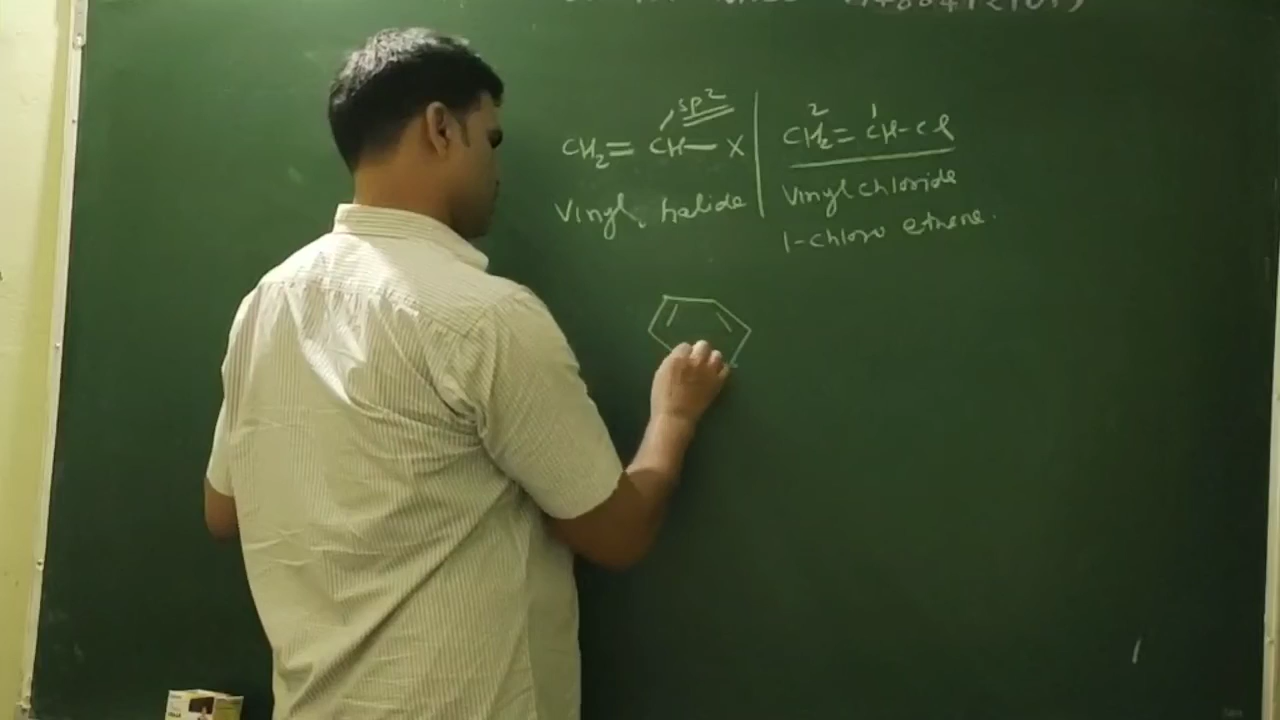 sp2
CH2 = CH — X
Vinyl halide
2 1
CH2 = CH-Cl
Vinyl chloride
1-chloro ethene.